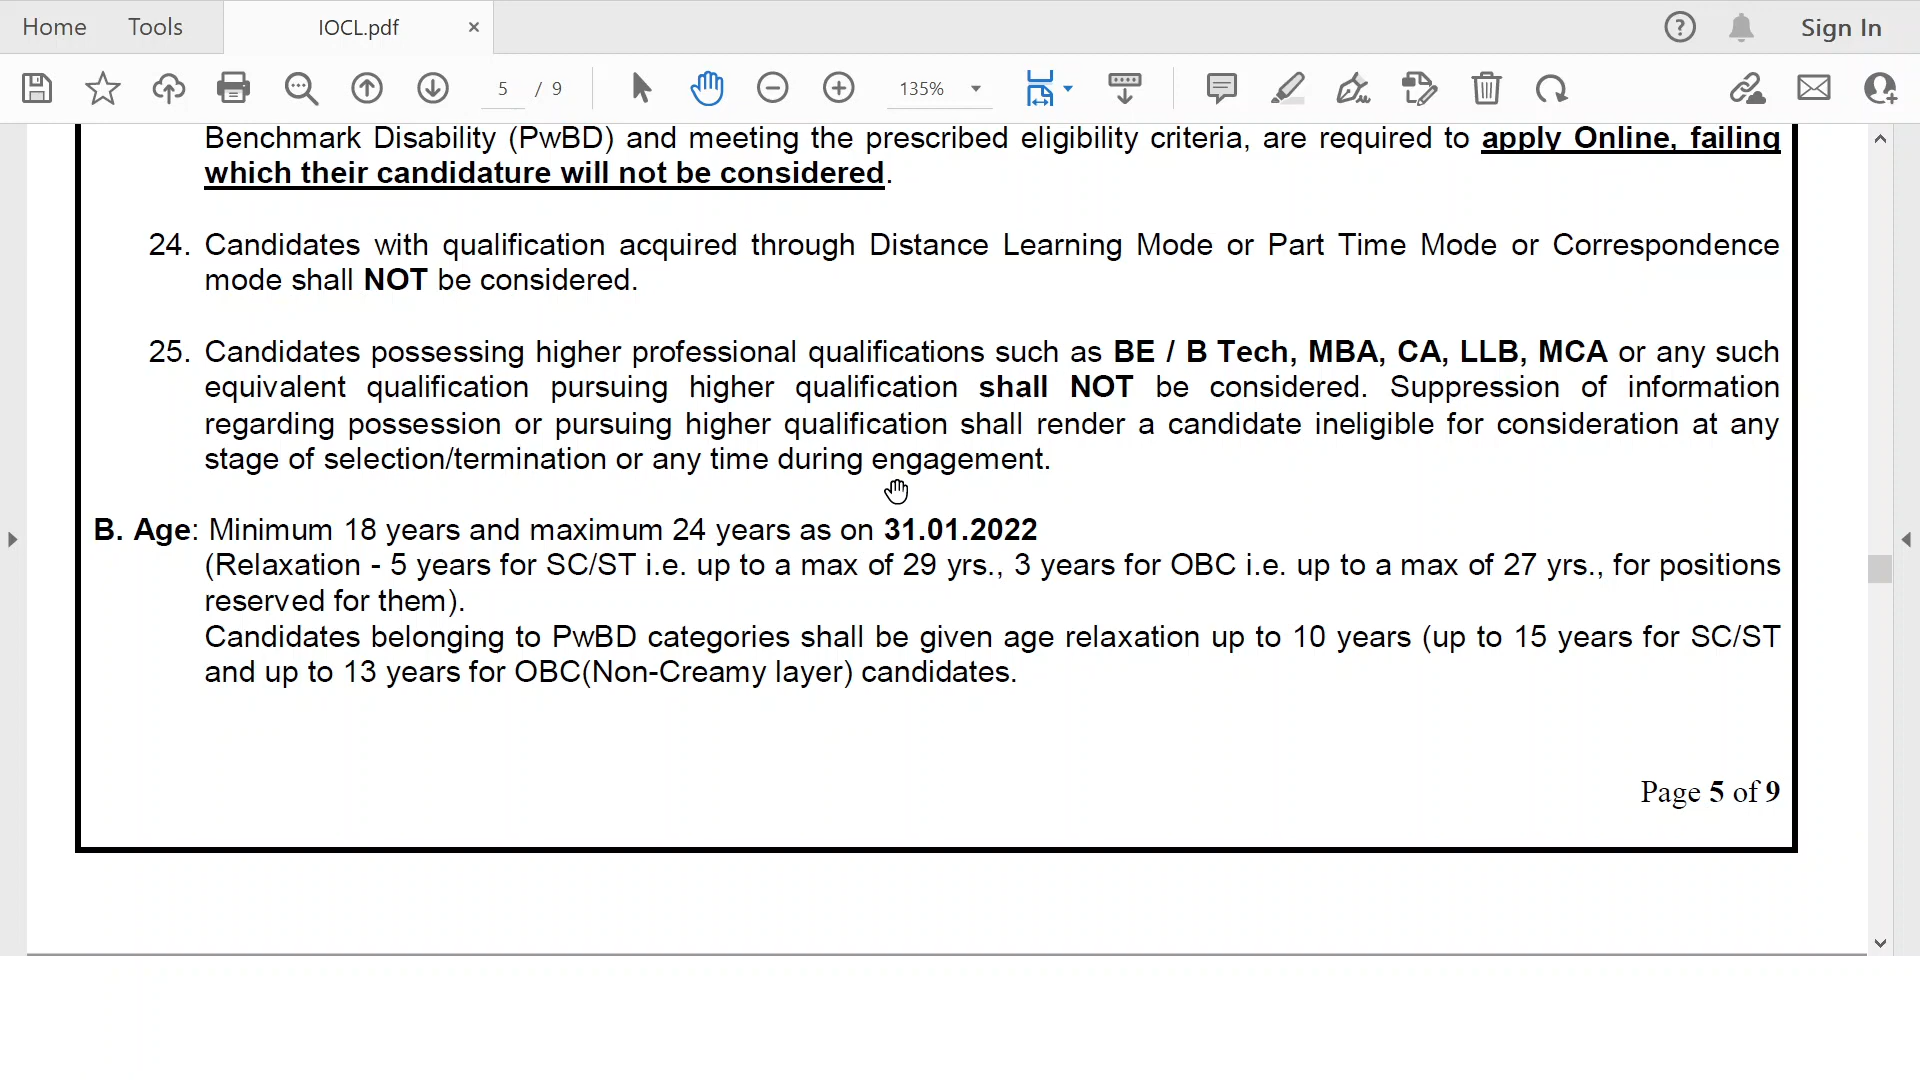 Home Tools IOCL.pdf × ? Sign In
5 / 9 135%
Benchmark Disability (PwBD) and meeting the prescribed eligibility criteria, are required to apply Online, failing
which their candidature will not be considered.
24. Candidates with qualification acquired through Distance Learning Mode or Part Time Mode or Correspondence
mode shall NOT be considered.
25. Candidates possessing higher professional qualifications such as BE / B Tech, MBA, CA, LLB, MCA or any such
equivalent qualification pursuing higher qualification shall NOT be considered. Suppression of information
regarding possession or pursuing higher qualification shall render a candidate ineligible for consideration at any
stage of selection/termination or any time during engagement.
B. Age: Minimum 18 years and maximum 24 years as on 31.01.2022
(Relaxation - 5 years for SC/ST i.e. up to a max of 29 yrs., 3 years for OBC i.e. up to a max of 27 yrs., for positions
reserved for them).
Candidates belonging to PwBD categories shall be given age relaxation up to 10 years (up to 15 years for SC/ST
and up to 13 years for OBC(Non-Creamy layer) candidates.
Page 5 of 9